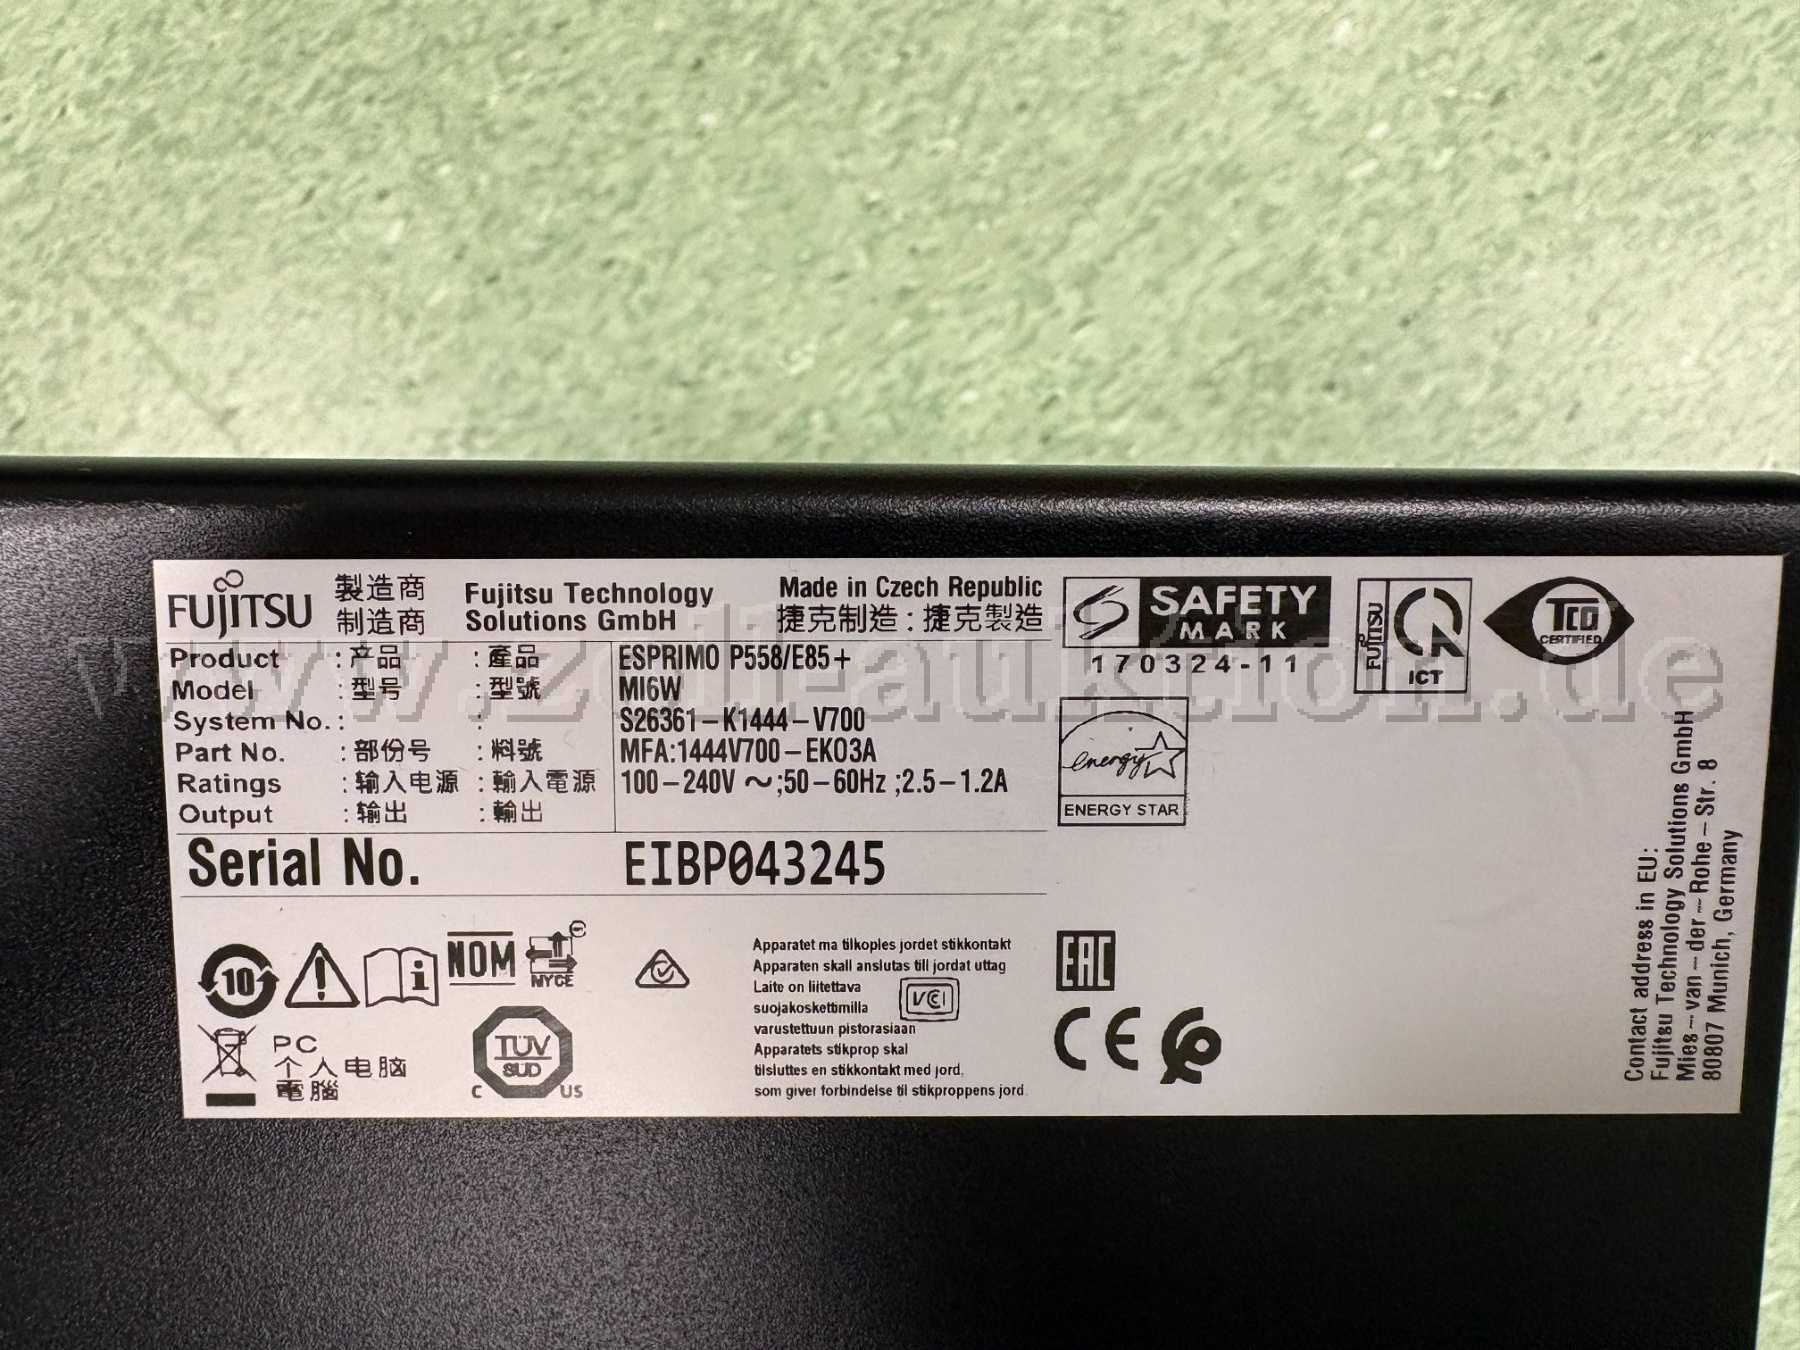 FUJITSU
製造商
制造商
Fujitsu Technology
Solutions GmbH
Made in Czech Republic
捷克制造:捷克製造
Product :产品 :產品 ESPRIMO P558/E85+
Model :型号 :型號 MI6W
System No.: : S26361-K1444-V700
Part No. :部份号 :料號 MFA:1444V700-EK03A
Ratings :输入电源 :輸入電源 100-240V ~;50-60Hz ;2.5-1.2A
Output :输出 :輸出
Serial No. EIBP043245
SAFETY
MARK
170324-11
FUJITSU
ICT
TCO
CERTIFIED
energy
ENERGY STAR
10
i
NOM
NYCE
PC
个人电脑
電腦
TÜV
SÜD
C US
Apparatet ma tilkoples jordet stikkontakt
Apparaten skall anslutas till jordat uttag
Laite on liitettava
suojakoskettimilla
varustettuun pistorasiaan
Apparatets stikprop skal
tilsluttes en stikkontakt med jord,
som giver forbindelse til stikproppens jord.
VCCI
EAC
CE
Contact address in EU:
Fujitsu Technology Solutions GmbH
Mies-van-der-Rohe-Str. 8
80807 Munich, Germany
www.zoll-auktion.de